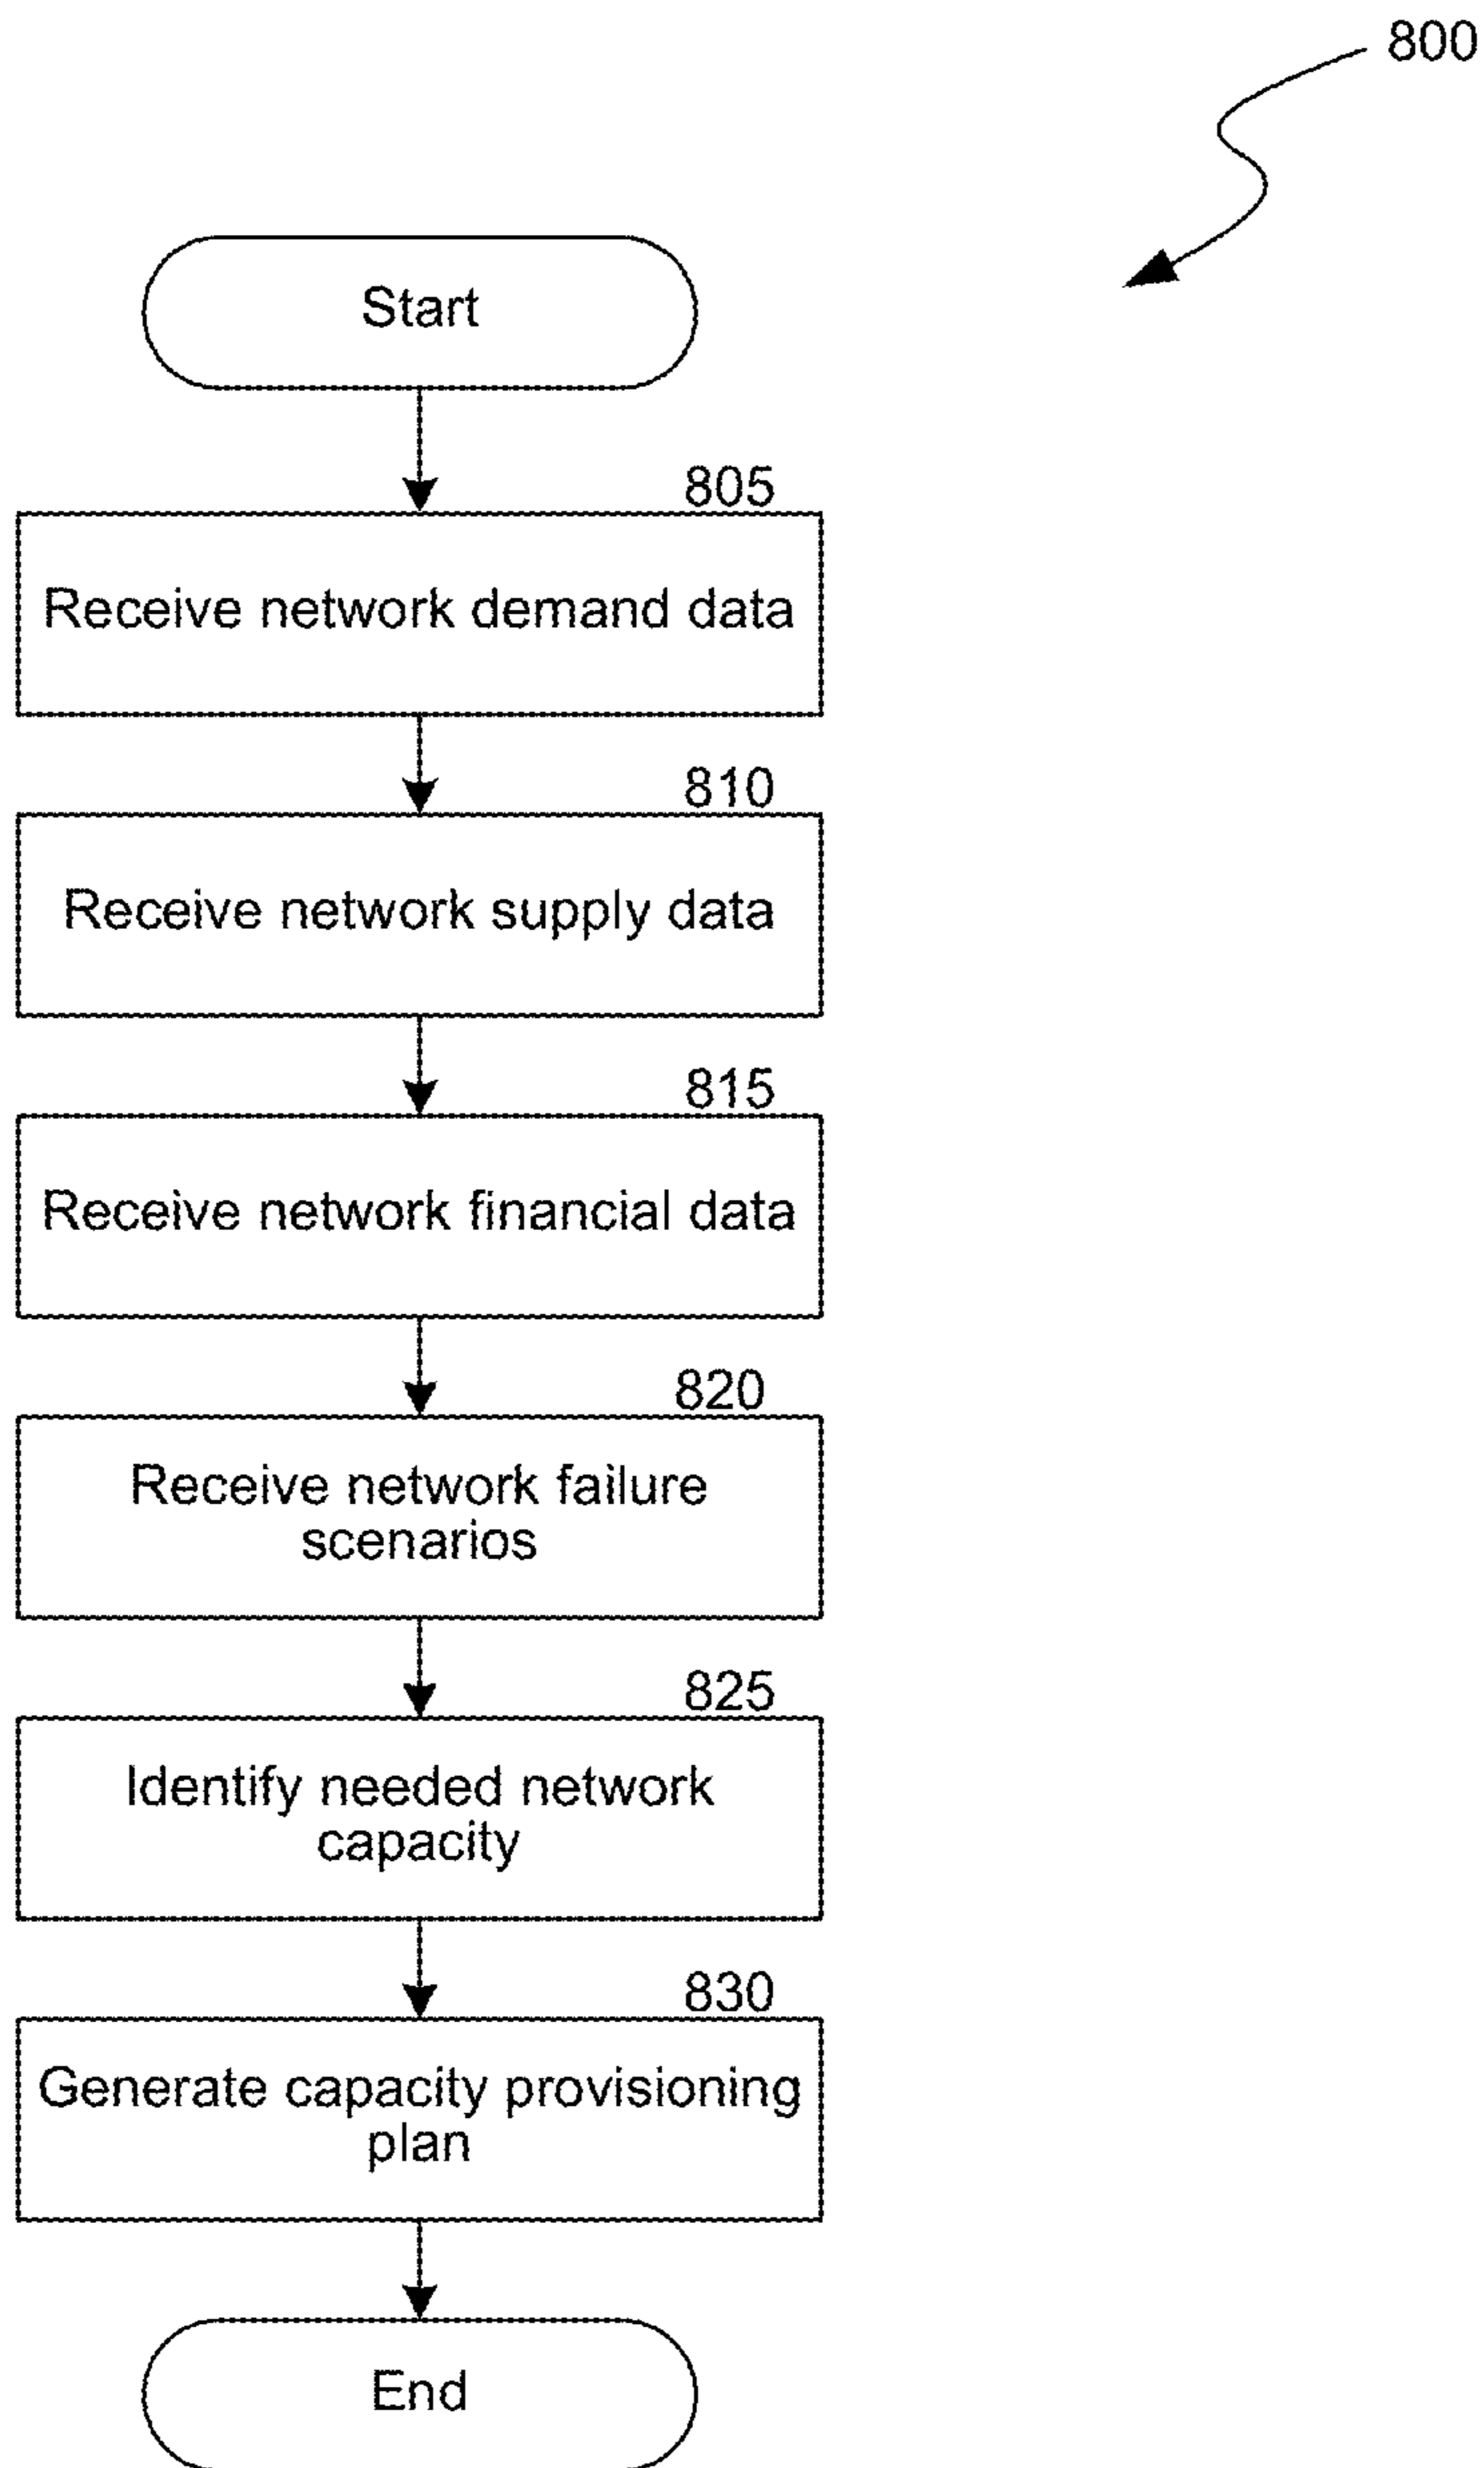 800
Start
805
Receive network demand data
810
Receive network supply data
815
Receive network financial data
820
Receive network failure
scenarios
825
Identify needed network
capacity
830
Generate capacity provisioning
plan
End